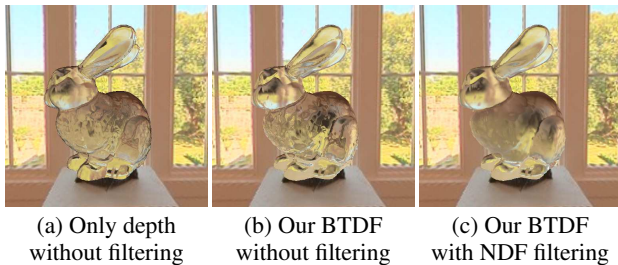 (a) Only depth
without filtering
(b) Our BTDF
without filtering
(c) Our BTDF
with NDF filtering